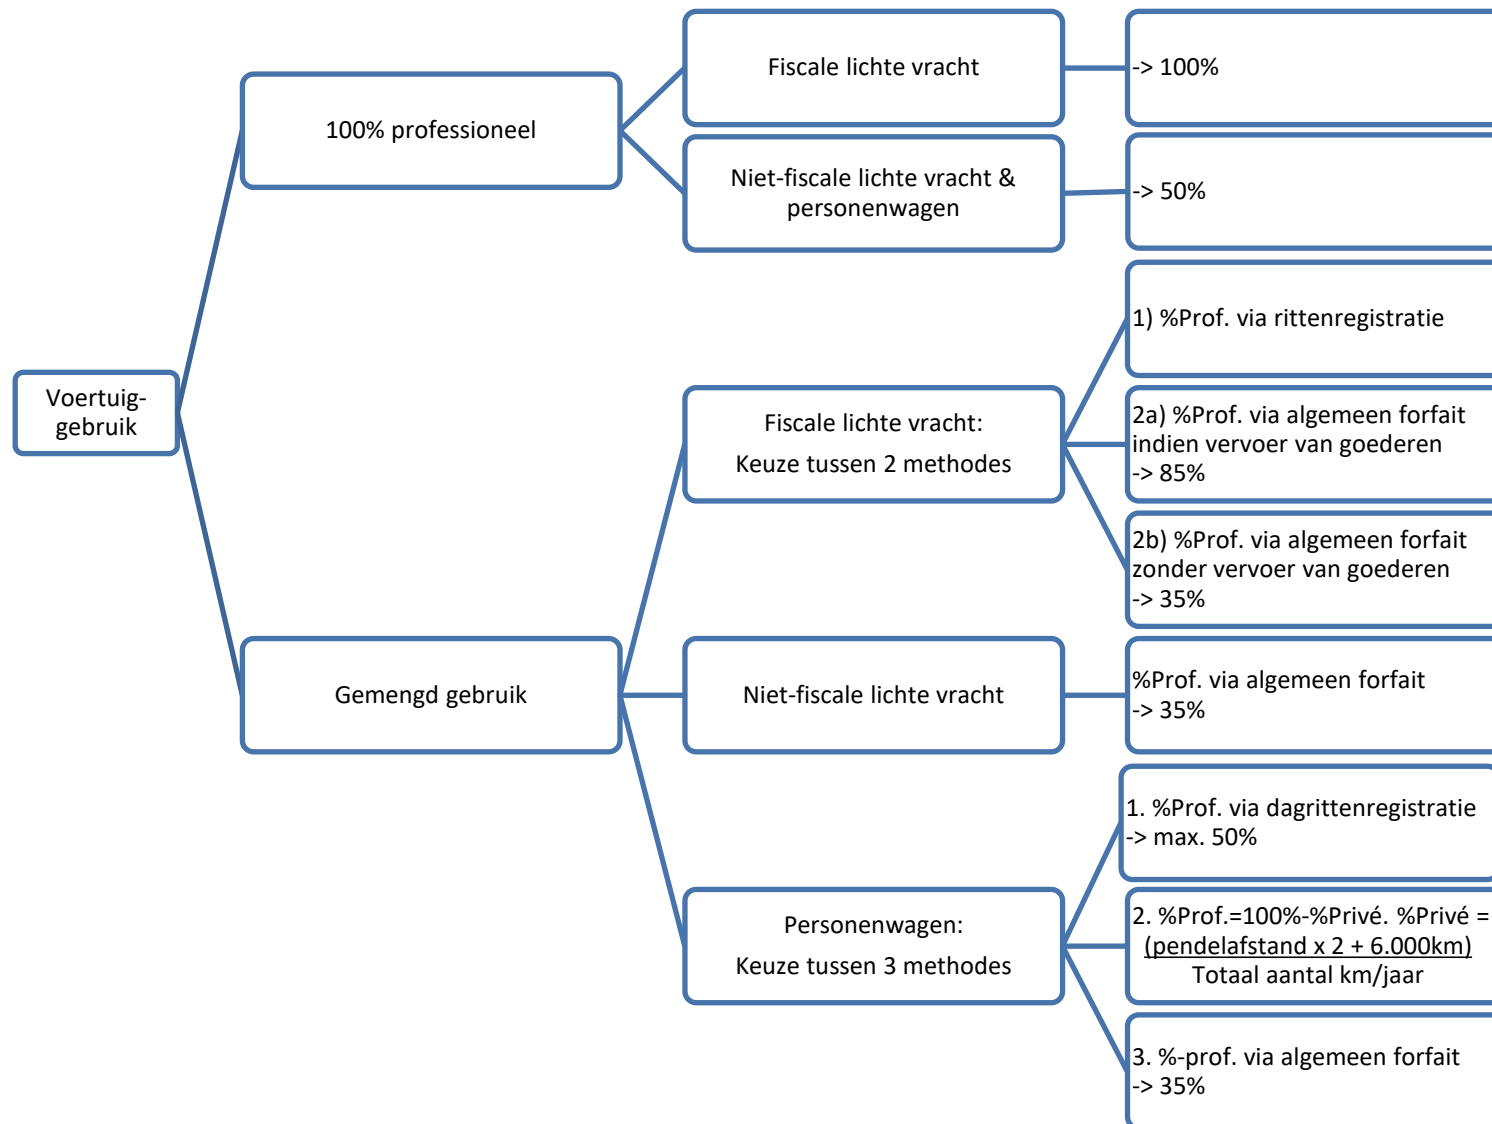 Voertuig-
gebruik
100% professioneel
Fiscale lichte vracht
-> 100%
Niet-fiscale lichte vracht &
personenwagen
-> 50%
Gemengd gebruik
Fiscale lichte vracht:
Keuze tussen 2 methodes
1) %Prof. via rittenregistratie
2a) %Prof. via algemeen forfait
indien vervoer van goederen
-> 85%
2b) %Prof. via algemeen forfait
zonder vervoer van goederen
-> 35%
Niet-fiscale lichte vracht
%Prof. via algemeen forfait
-> 35%
Personenwagen:
Keuze tussen 3 methodes
1. %Prof. via dagrittenregistratie
-> max. 50%
2. %Prof.=100%-%Privé. %Privé =
(pendelafstand x 2 + 6.000km)
Totaal aantal km/jaar
3. %-prof. via algemeen forfait
-> 35%